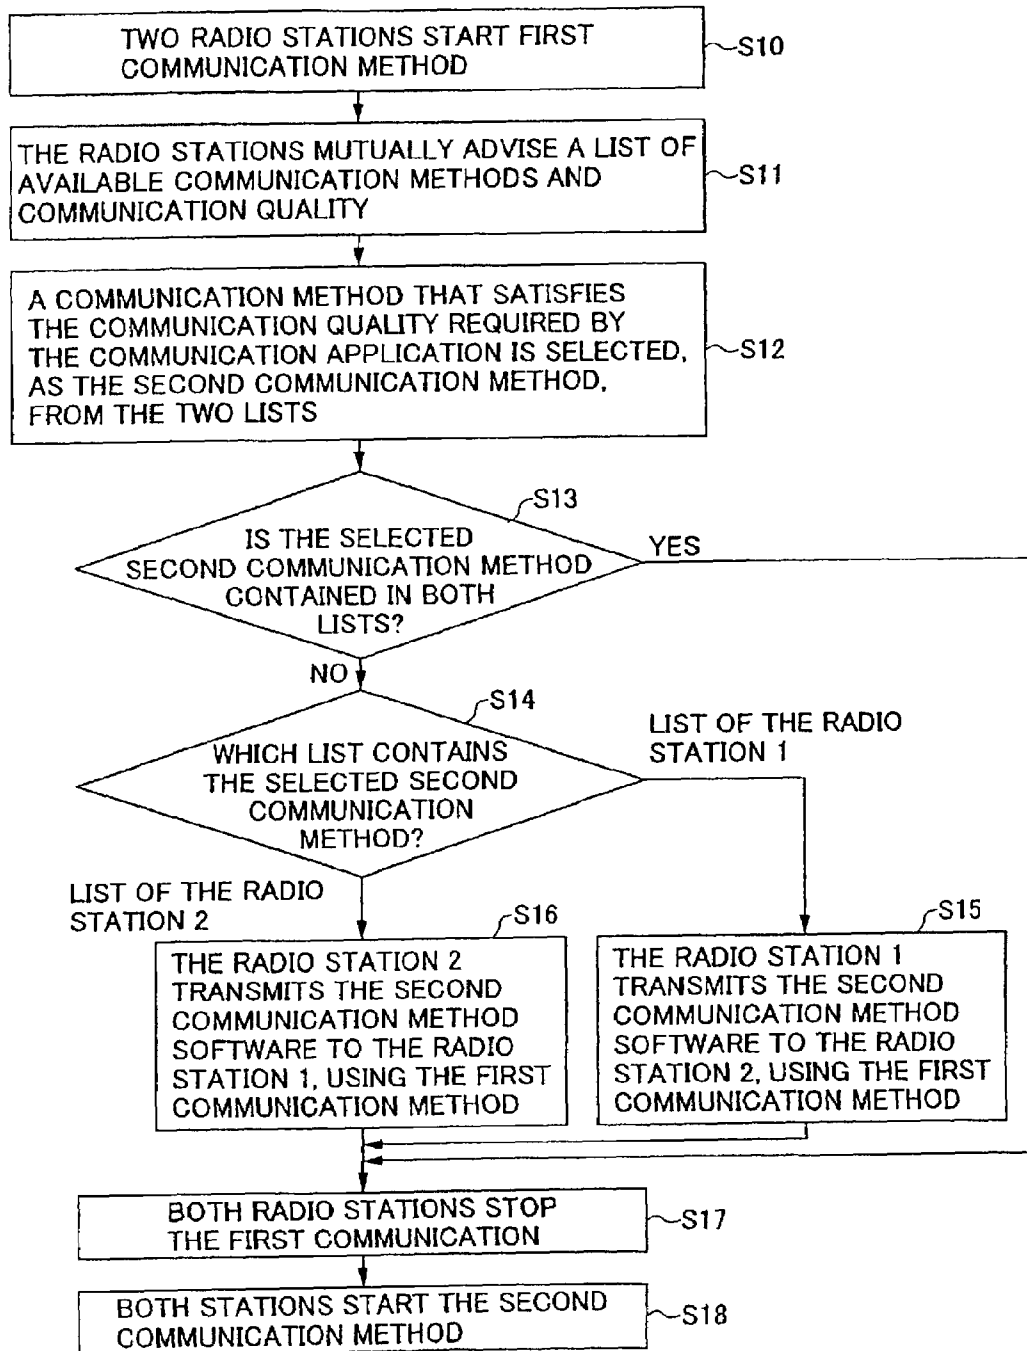 TWO RADIO STATIONS START FIRST
COMMUNICATION METHOD
S10
THE RADIO STATIONS MUTUALLY ADVISE A LIST OF
AVAILABLE COMMUNICATION METHODS AND
COMMUNICATION QUALITY
S11
A COMMUNICATION METHOD THAT SATISFIES
THE COMMUNICATION QUALITY REQUIRED BY
THE COMMUNICATION APPLICATION IS SELECTED,
AS THE SECOND COMMUNICATION METHOD,
FROM THE TWO LISTS
S12
S13
IS THE SELECTED
SECOND COMMUNICATION METHOD
CONTAINED IN BOTH
LISTS?
YES
NO
S14
WHICH LIST CONTAINS
THE SELECTED SECOND
COMMUNICATION
METHOD?
LIST OF THE RADIO
STATION 1
LIST OF THE RADIO
STATION 2
S16
THE RADIO STATION 2
TRANSMITS THE SECOND
COMMUNICATION METHOD
SOFTWARE TO THE RADIO
STATION 1, USING THE FIRST
COMMUNICATION METHOD
S15
THE RADIO STATION 1
TRANSMITS THE SECOND
COMMUNICATION METHOD
SOFTWARE TO THE RADIO
STATION 2, USING THE FIRST
COMMUNICATION METHOD
BOTH RADIO STATIONS STOP
THE FIRST COMMUNICATION
S17
BOTH STATIONS START THE SECOND
COMMUNICATION METHOD
S18